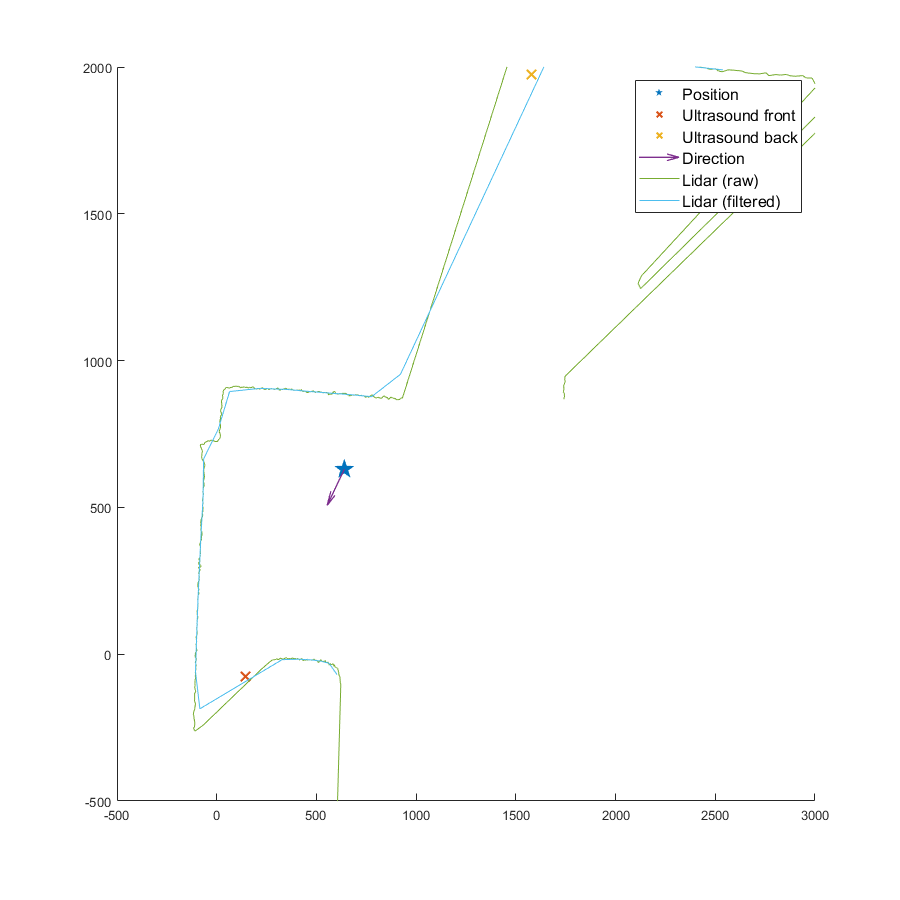 2000
1500
1000
500
0
-500
-500
0
500
1000
1500
2000
2500
3000
Position
Ultrasound front
Ultrasound back
Direction
Lidar (raw)
Lidar (filtered)